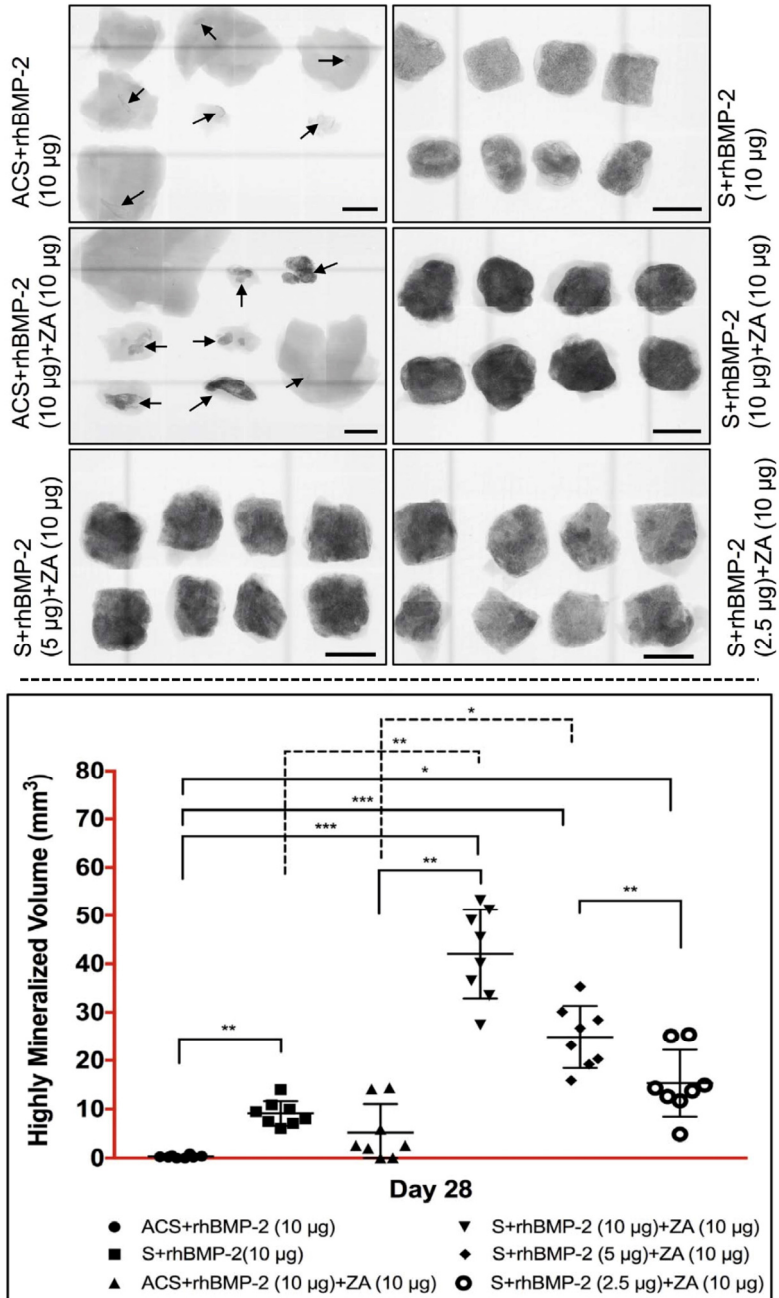 ACS+rhBMP-2
(10 µg)
S+rhBMP-2
(10 µg)
ACS+rhBMP-2
(10 µg)+ZA (10 µg)
S+rhBMP-2
(10 µg)+ZA (10 µg)
S+rhBMP-2
(5 µg)+ZA (10 µg)
S+rhBMP-2
(2.5 µg)+ZA (10 µg)
Highly Mineralized Volume (mm³)
80
70
60
50
40
30
20
10
0
*
**
*
***
***
**
**
**
Day 28
ACS+rhBMP-2 (10 µg)
S+rhBMP-2(10 µg)
ACS+rhBMP-2 (10 µg)+ZA (10 µg)
S+rhBMP-2 (10 µg)+ZA (10 µg)
S+rhBMP-2 (5 µg)+ZA (10 µg)
S+rhBMP-2 (2.5 µg)+ZA (10 µg)